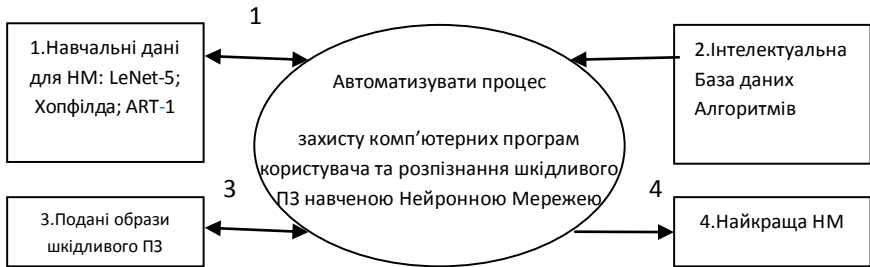 1
1.Навчальні дані
для НМ: LeNet-5;
Хопфілда; ART-1
Автоматизувати процес
захисту комп’ютерних програм
користувача та розпізнання шкідливого
ПЗ навченою Нейронною Мережею
2.Інтелектуальна
База даних
Алгоритмів
3
3.Подані образи
шкідливого ПЗ
4
4.Найкраща НМ